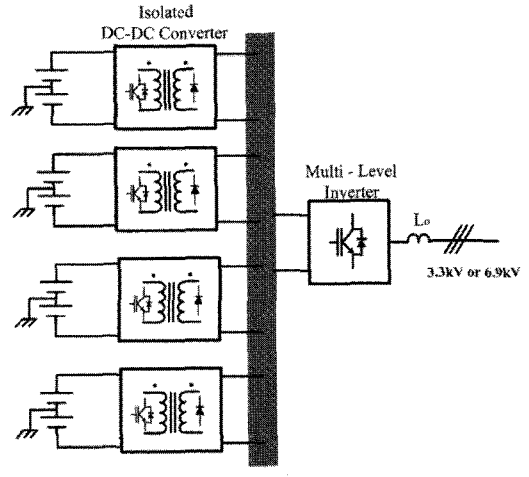 Isolated
DC-DC Converter
Multi - Level
Inverter
Lo
3.3kV or 6.9kV